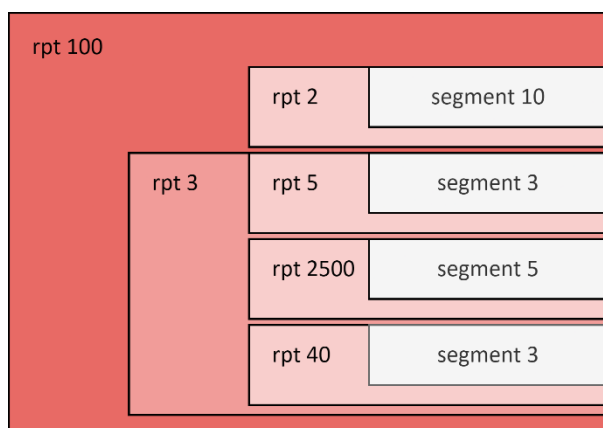 rpt 100
rpt 2 segment 10
rpt 3 rpt 5 segment 3
rpt 2500 segment 5
rpt 40 segment 3